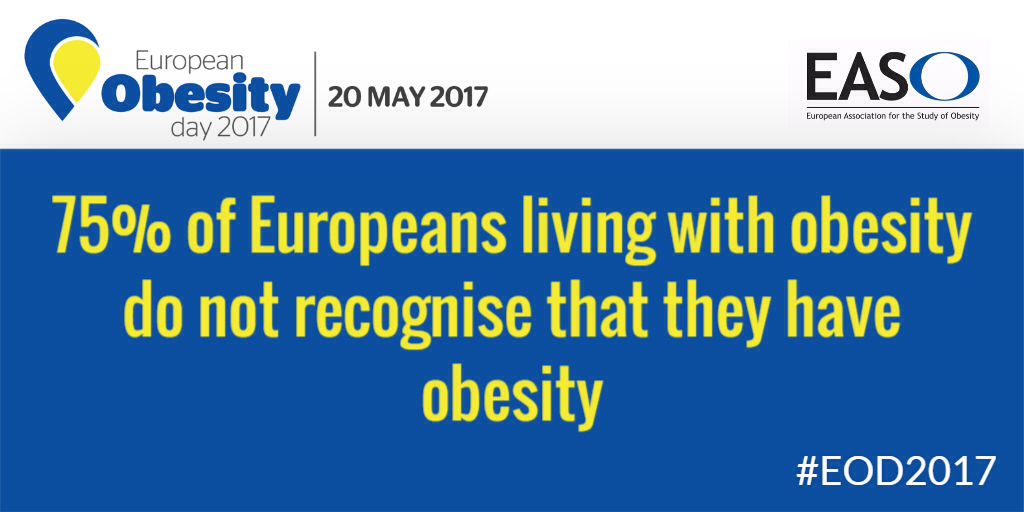 European
Obesity
day 2017
20 MAY 2017
EASO
European Association for the Study of Obesity
75% of Europeans living with obesity
do not recognise that they have
obesity
#EOD2017